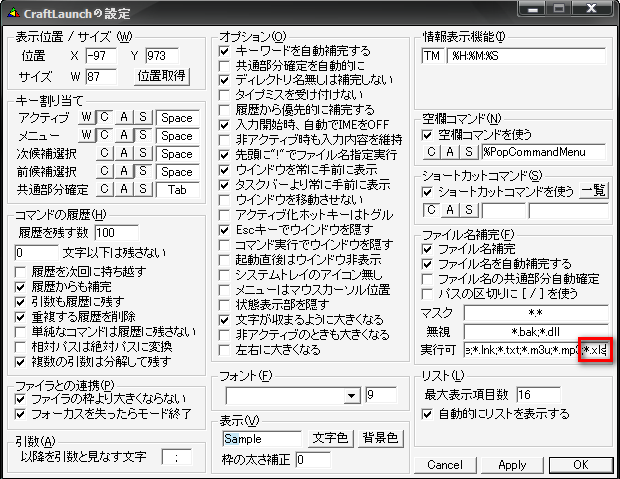 CraftLaunchの設定
表示位置 / サイズ (W)
位置 X -97 Y 973
サイズ W 87 位置取得
キー割り当て
アクティブ W C A S Space
メニュー W C A S Space
次候補選択 C A S Space
前候補選択 C A S Space
共通部分確定 C A S Tab
コマンドの履歴(H)
履歴を残す数 100
0 文字以下は残さない
履歴を次回に持ち越す
履歴からも補完
引数も履歴に残す
重複する履歴を削除
単純なコマンドは履歴に残さない
相対パスは絶対パスに変換
複数の引数は分解して残す
ファイラとの連携(P)
ファイラの枠より大きくならない
フォーカスを失ったらモード終了
引数(A)
以降を引数と見なす文字 ;
オプション(O)
キーワードを自動補完する
共通部分確定を自動的に
ディレクトリ名無しは補完しない
タイプミスを受け付けない
履歴から優先的に補完する
入力開始時、自動でIMEをOFF
非アクティブ時も入力内容を維持
先頭に"!"でファイル名指定実行
ウインドウを常に手前に表示
タスクバーより常に手前に表示
ウインドウを移動させない
アクティブ化ホットキーはトグル
Escキーでウインドウを隠す
コマンド実行でウインドウを隠す
起動直後はウインドウ非表示
システムトレイのアイコン無し
メニューはマウスカーソル位置
状態表示部を隠す
文字が収まるように大きくなる
非アクティブのときも大きくなる
左右に大きくなる
フォント(F)
9
表示(V)
Sample 文字色 背景色
枠の太さ補正 0
情報表示機能(I)
TM %H:%M:%S
空欄コマンド(N)
空欄コマンドを使う
C A S %PopCommandMenu
ショートカットコマンド(S)
ショートカットコマンドを使う 一覧
C A S
ファイル名補完(F)
ファイル名補完
ファイル名を自動補完する
ファイル名の共通部分自動確定
パスの区切りに [ / ] を使う
マスク *.*
無視 *.bak;*.dll
実行可 e;*.lnk;*.txt;*.m3u;*.mp3;*.xls
リスト(L)
最大表示項目数 16
自動的にリストを表示する
Cancel Apply OK